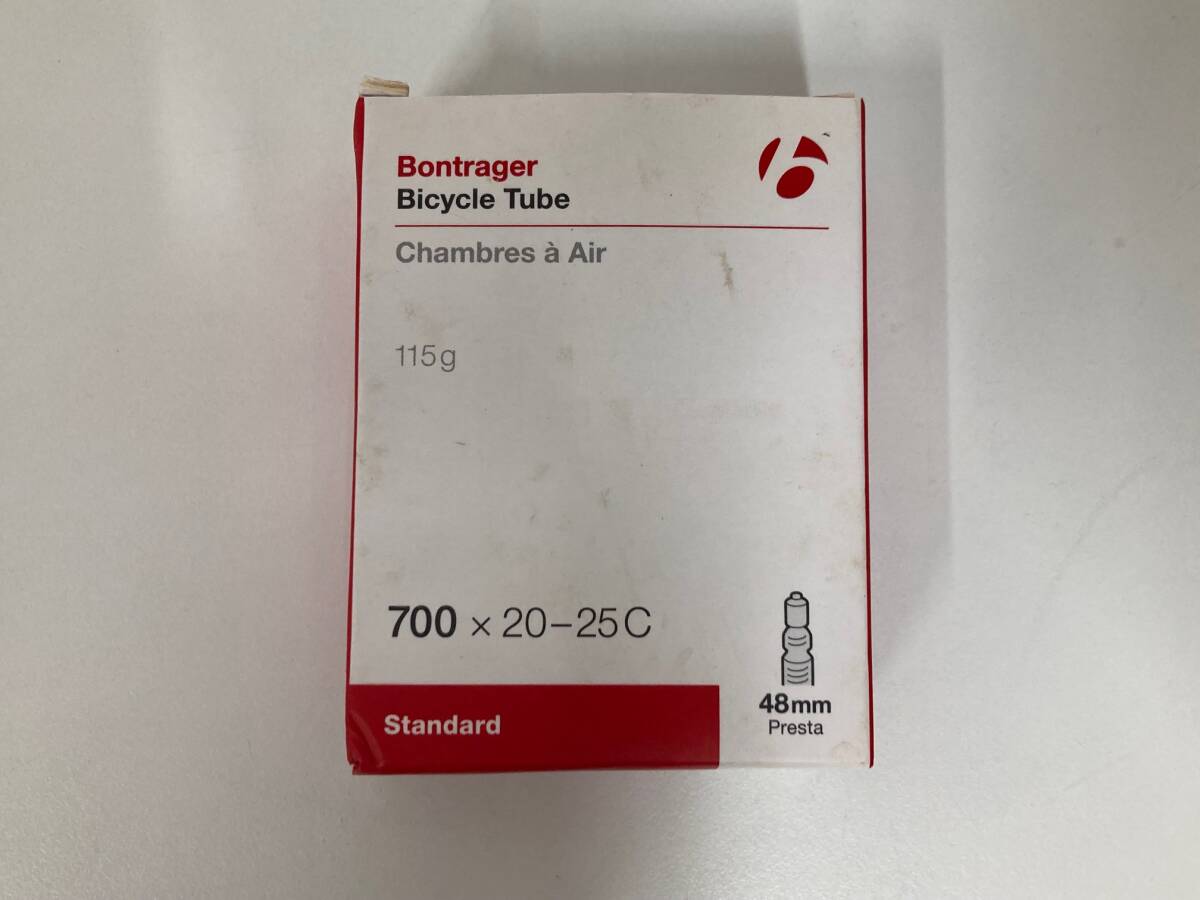 Bontrager
Bicycle Tube
Chambres à Air
115g
700 × 20–25C
Standard
48mm
Presta